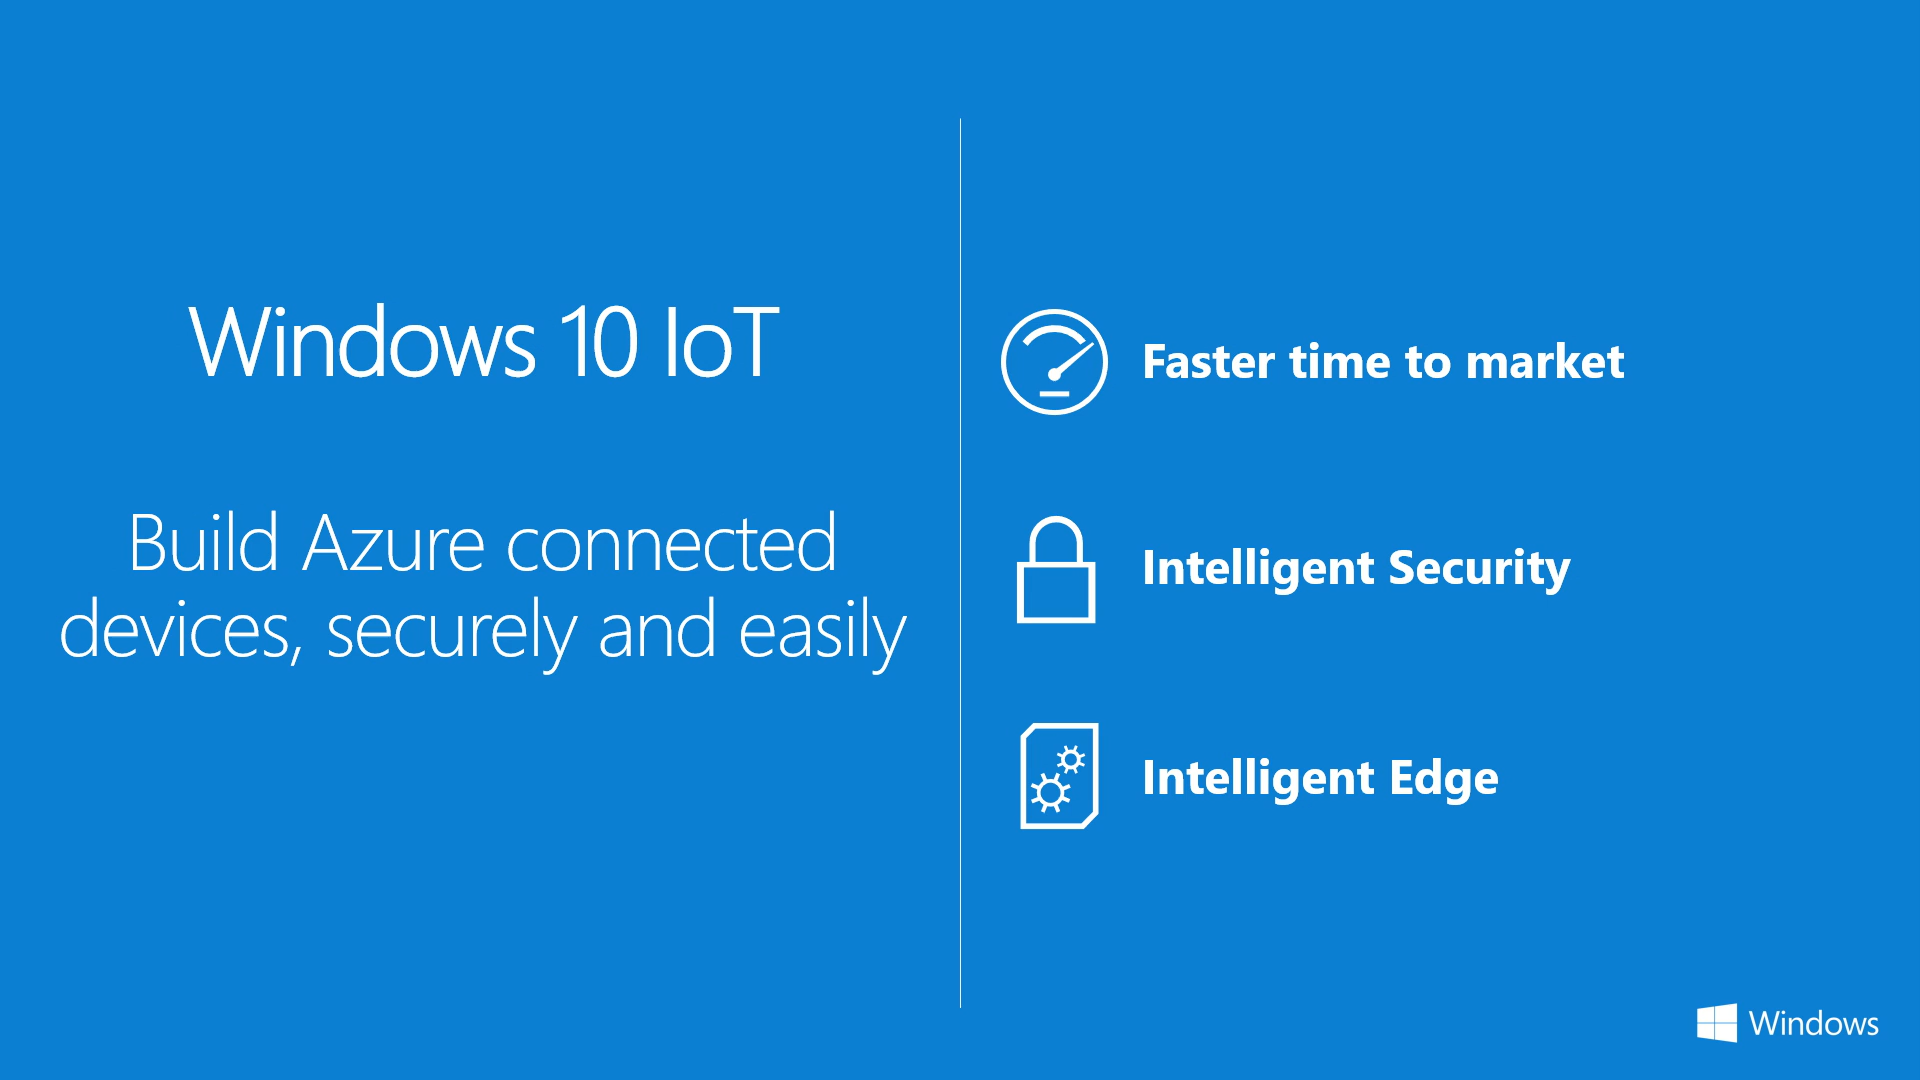 Windows 10 IoT
Build Azure connected
devices, securely and easily
Faster time to market
Intelligent Security
Intelligent Edge
Windows